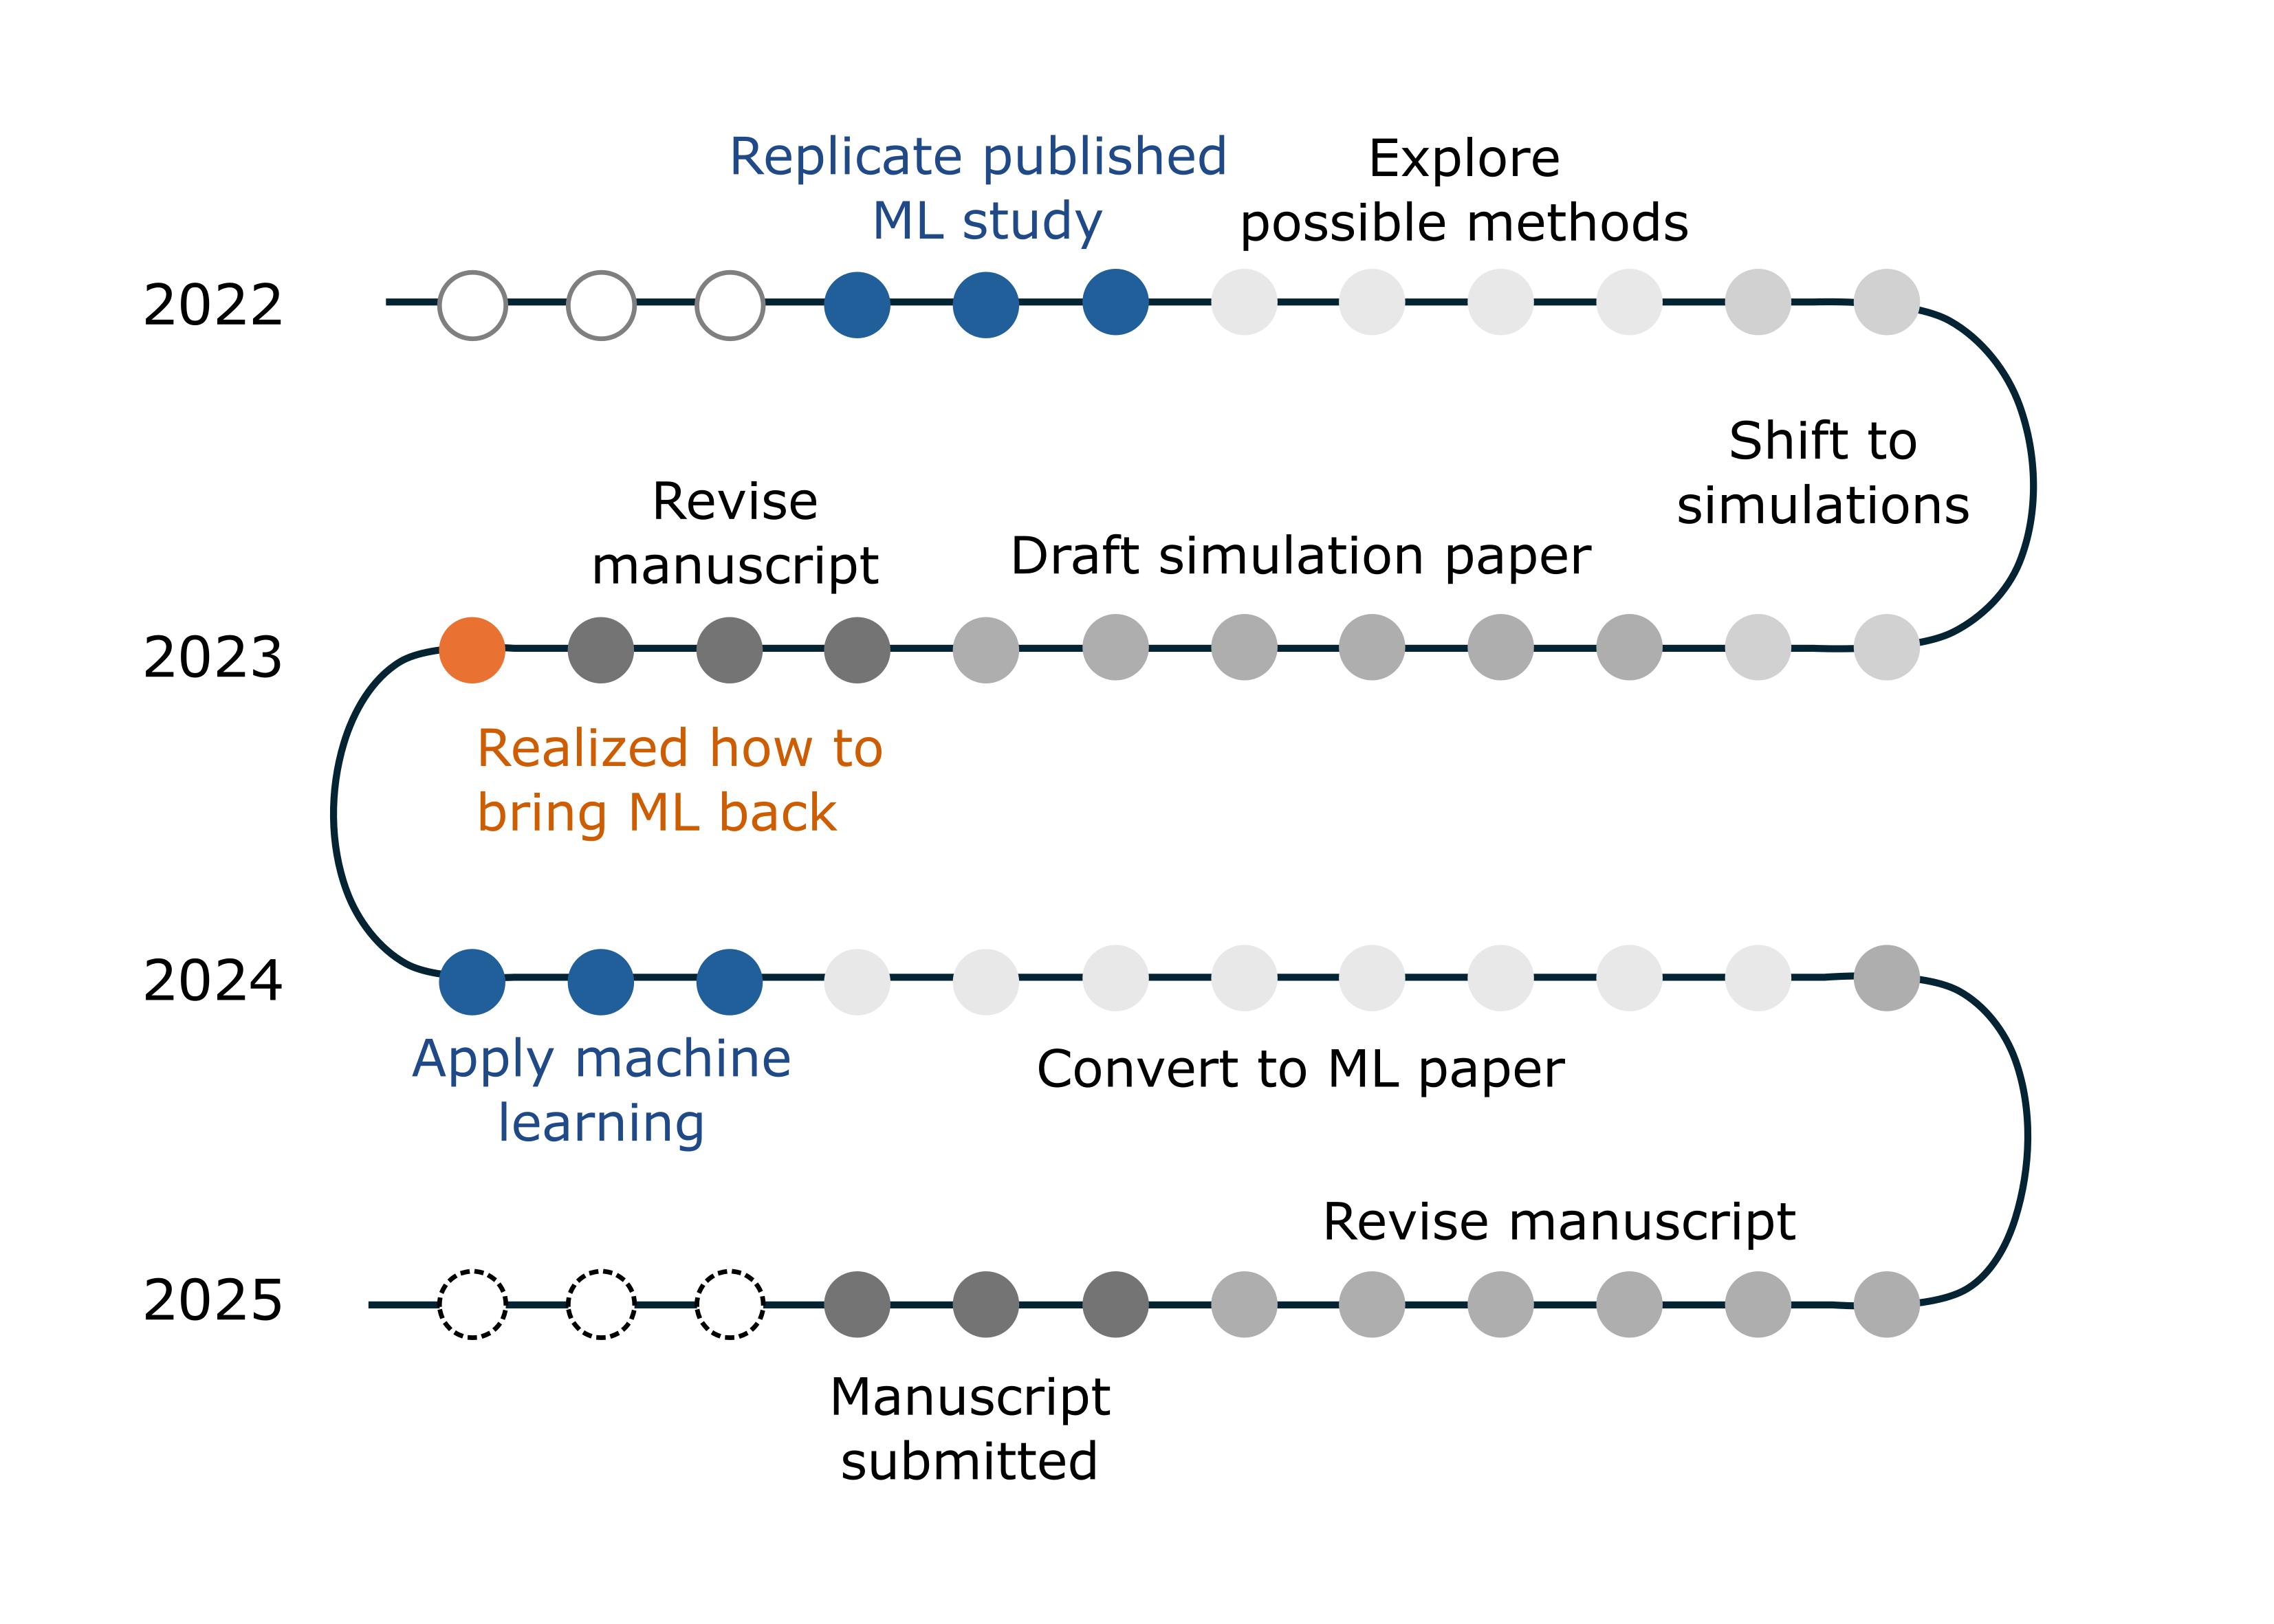 Replicate published
ML study
Explore
possible methods
2022
Shift to
simulations
Revise
manuscript
Draft simulation paper
2023
Realized how to
bring ML back
2024
Apply machine
learning
Convert to ML paper
Revise manuscript
2025
Manuscript
submitted